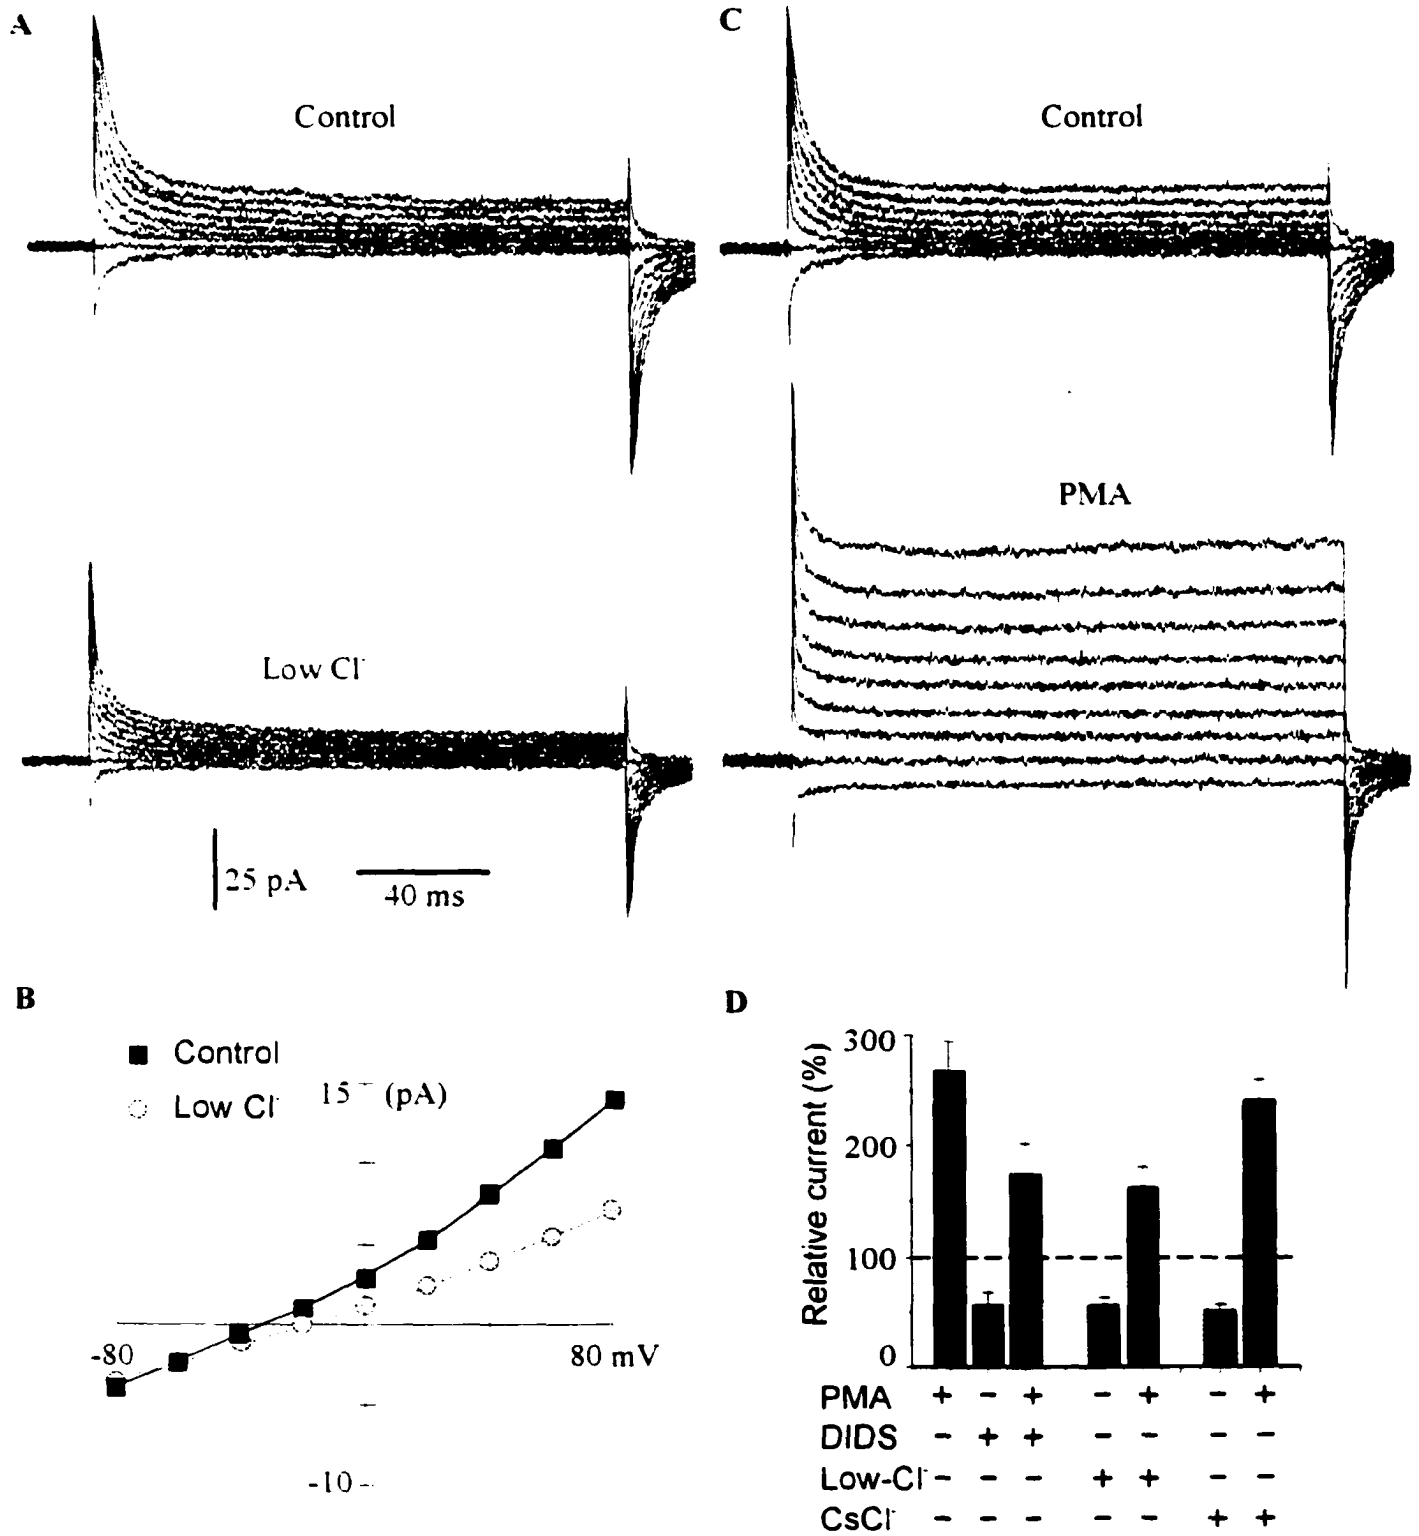 A
C
Control
Control
PMA
Low Cl-
25 pA
40 ms
B
D
Control
Low Cl-
15 (pA)
-80
80 mV
-10
Relative current (%)
300
200
100
0
PMA + - + - + - +
DIDS - + + - - - -
Low-Cl- - - - + + - -
CsCl- - - - - - + +